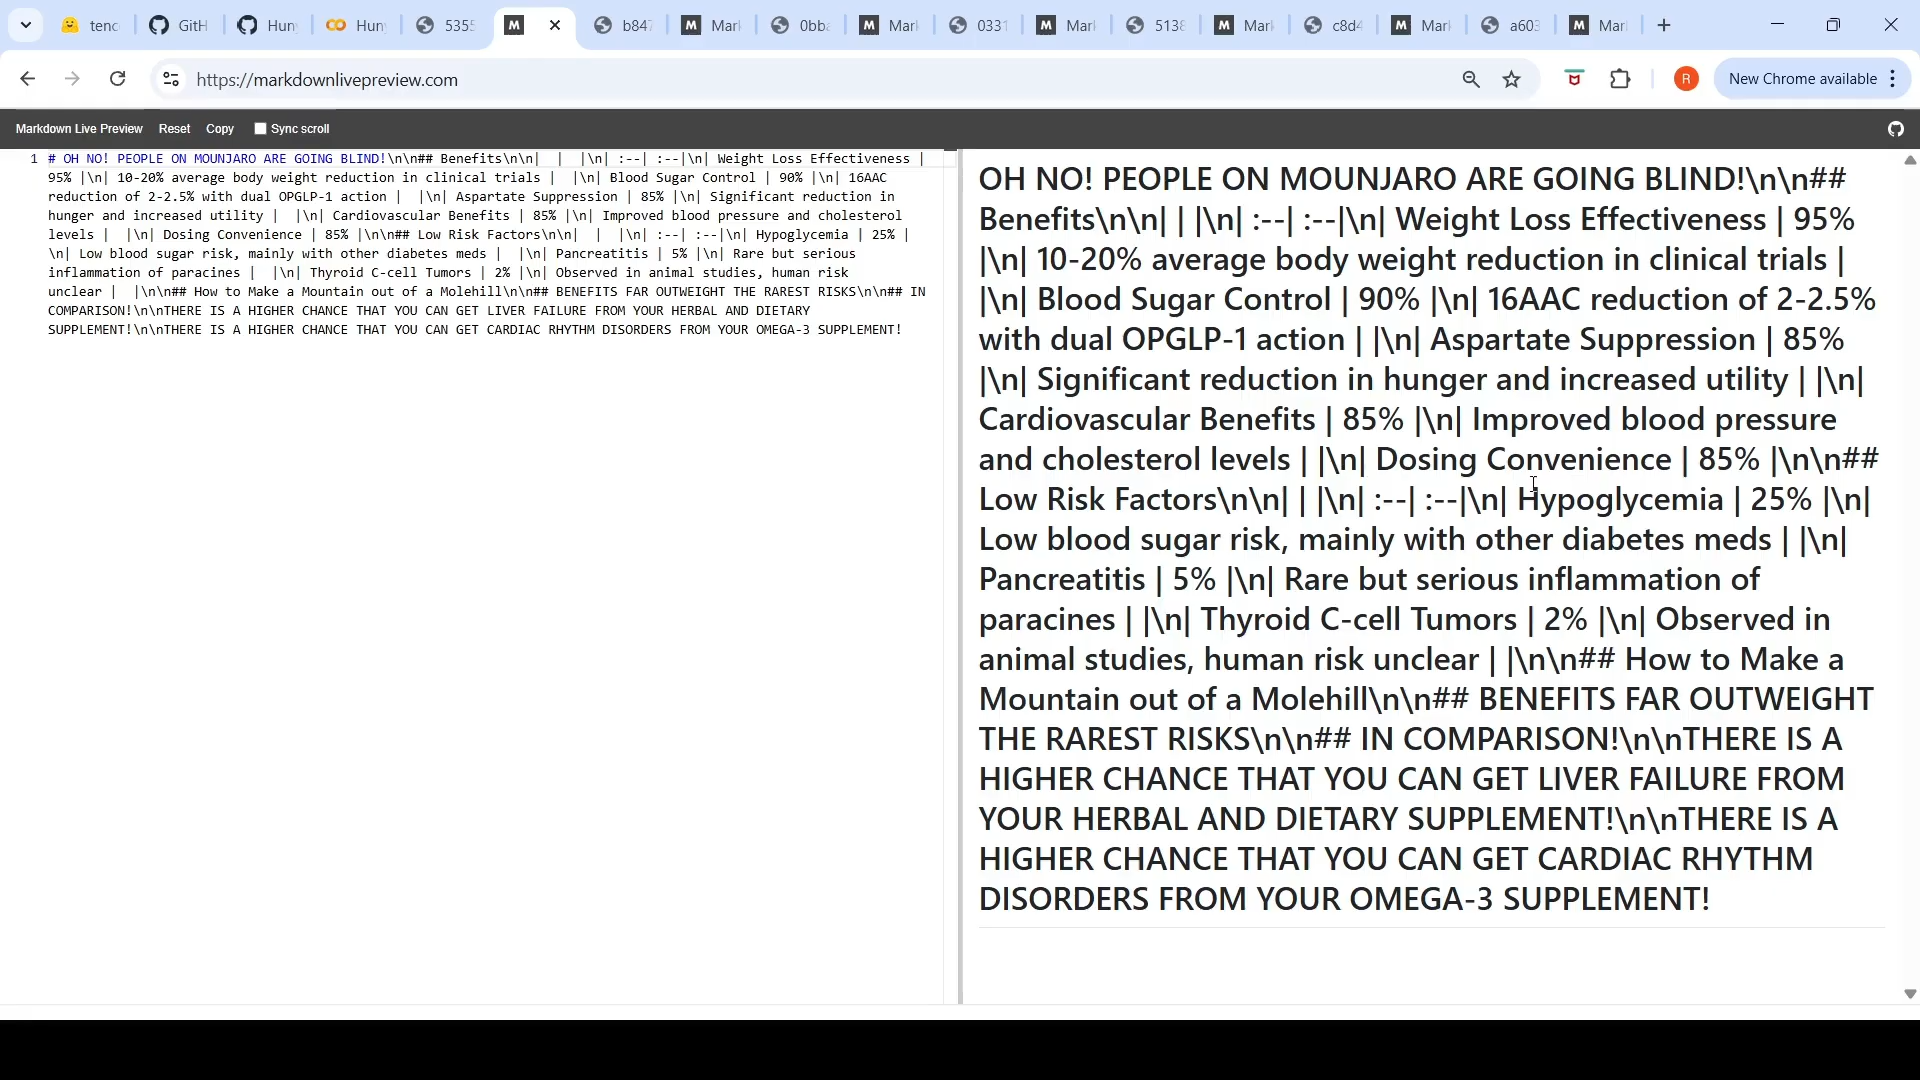 tenc
GitH
Hun
Hun
5355
b847
Mark
0bba
Mark
0331
Mark
5138
Mark
c8d4
Mark
a603
Mark
https://markdownlivepreview.com
R
New Chrome available
Markdown Live Preview Reset Copy Sync scroll
1 # OH NO! PEOPLE ON MOUNJARO ARE GOING BLIND!\n\n## Benefits\n\n| | |\n| :--| :--|\n| Weight Loss Effectiveness |
95% |\n| 10-20% average body weight reduction in clinical trials | |\n| Blood Sugar Control | 90% |\n| 16AAC
reduction of 2-2.5% with dual OPGLP-1 action | |\n| Aspartate Suppression | 85% |\n| Significant reduction in
hunger and increased utility | |\n| Cardiovascular Benefits | 85% |\n| Improved blood pressure and cholesterol
levels | |\n| Dosing Convenience | 85% |\n\n## Low Risk Factors\n\n| | |\n| :--| :--|\n| Hypoglycemia | 25% |
\n| Low blood sugar risk, mainly with other diabetes meds | |\n| Pancreatitis | 5% |\n| Rare but serious
inflammation of paracines | |\n| Thyroid C-cell Tumors | 2% |\n| Observed in animal studies, human risk
unclear | |\n\n## How to Make a Mountain out of a Molehill\n\n## BENEFITS FAR OUTWEIGHT THE RAREST RISKS\n\n## IN
COMPARISON!\n\nTHERE IS A HIGHER CHANCE THAT YOU CAN GET LIVER FAILURE FROM YOUR HERBAL AND DIETARY
SUPPLEMENT!\n\nTHERE IS A HIGHER CHANCE THAT YOU CAN GET CARDIAC RHYTHM DISORDERS FROM YOUR OMEGA-3 SUPPLEMENT!
OH NO! PEOPLE ON MOUNJARO ARE GOING BLIND!\n\n##
Benefits\n\n| | |\n| :--| :--|\n| Weight Loss Effectiveness | 95%
|\n| 10-20% average body weight reduction in clinical trials |
|\n| Blood Sugar Control | 90% |\n| 16AAC reduction of 2-2.5%
with dual OPGLP-1 action | |\n| Aspartate Suppression | 85%
|\n| Significant reduction in hunger and increased utility | |\n|
Cardiovascular Benefits | 85% |\n| Improved blood pressure
and cholesterol levels | |\n| Dosing Convenience | 85% |\n\n##
Low Risk Factors\n\n| | |\n| :--| :--|\n| Hypoglycemia | 25% |\n|
Low blood sugar risk, mainly with other diabetes meds | |\n|
Pancreatitis | 5% |\n| Rare but serious inflammation of
paracines | |\n| Thyroid C-cell Tumors | 2% |\n| Observed in
animal studies, human risk unclear | |\n\n## How to Make a
Mountain out of a Molehill\n\n## BENEFITS FAR OUTWEIGHT
THE RAREST RISKS\n\n## IN COMPARISON!\n\nTHERE IS A
HIGHER CHANCE THAT YOU CAN GET LIVER FAILURE FROM
YOUR HERBAL AND DIETARY SUPPLEMENT!\n\nTHERE IS A
HIGHER CHANCE THAT YOU CAN GET CARDIAC RHYTHM
DISORDERS FROM YOUR OMEGA-3 SUPPLEMENT!